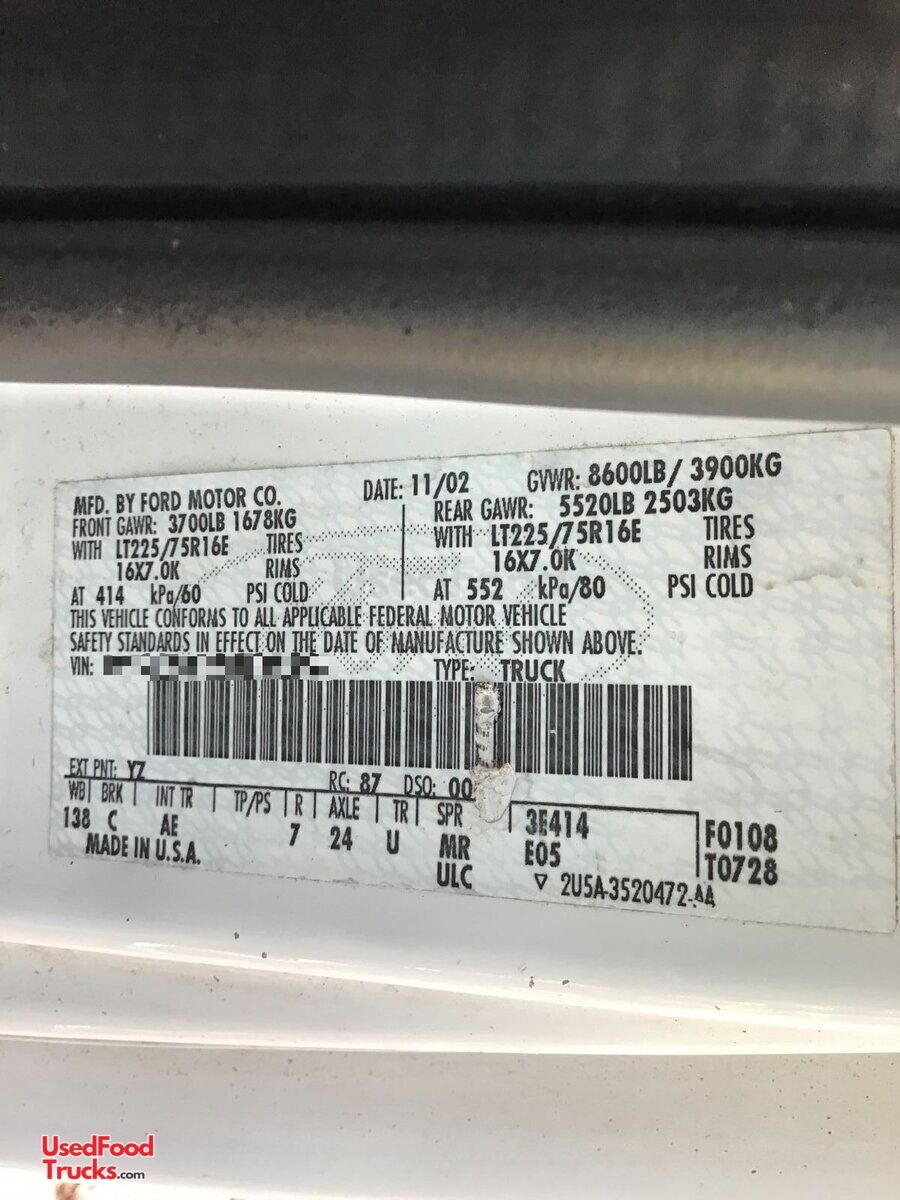 MFD. BY FORD MOTOR CO. DATE: 11/02 GVWR: 8600LB/ 3900KG
FRONT GAWR: 3700LB 1678KG REAR GAWR: 5520LB 2503KG
WITH LT225/75R16E TIRES WITH LT225/75R16E TIRES
16X7.0K RIMS 16X7.0K RIMS
AT 414 kPa/60 PSI COLD AT 552 kPa/80 PSI COLD
THIS VEHICLE CONFORMS TO ALL APPLICABLE FEDERAL MOTOR VEHICLE
SAFETY STANDARDS IN EFFECT ON THE DATE OF MANUFACTURE SHOWN ABOVE.
VIN: TYPE: TRUCK
EXT PNT: YZ RC: 87 DSO: 00
WB BRK INT TR TP/PS R AXLE TR SPR 3E414 F0108
138 C AE 7 24 U MR E05 T0728
MADE IN U.S.A. ULC ▽ 2U5A-3520472-AA
UsedFood
Trucks.com